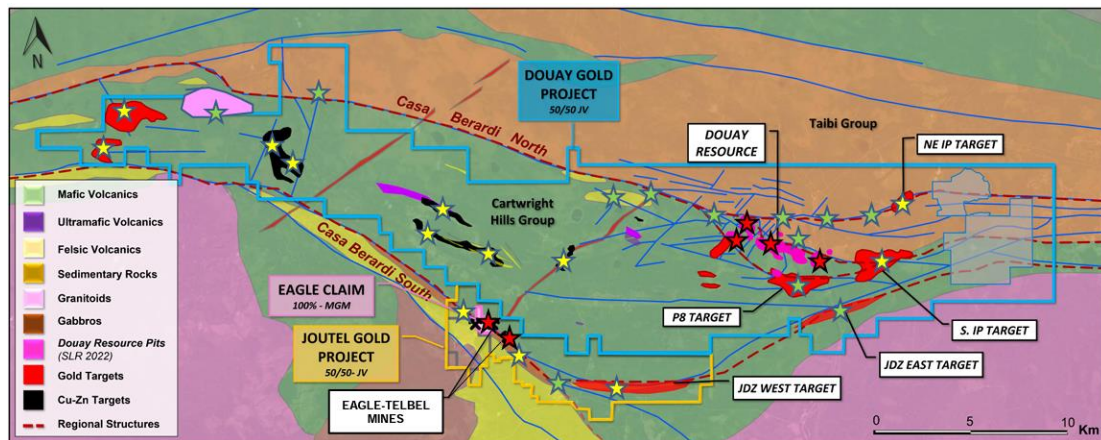 N
DOUAY GOLD
PROJECT
50/50 JV
Casa Berardi North
Taibi Group
DOUAY
RESOURCE
NE IP TARGET
Cartwright
Hills Group
Casa Berardi South
EAGLE CLAIM
100% - MGM
JOUTEL GOLD
PROJECT
50/50- JV
EAGLE-TELBEL
MINES
P8 TARGET
S. IP TARGET
JDZ EAST TARGET
JDZ WEST TARGET
Mafic Volcanics
Ultramafic Volcanics
Felsic Volcanics
Sedimentary Rocks
Granitoids
Gabbros
Douay Resource Pits
(SLR 2022)
Gold Targets
Cu-Zn Targets
Regional Structures
0 5 10
Km